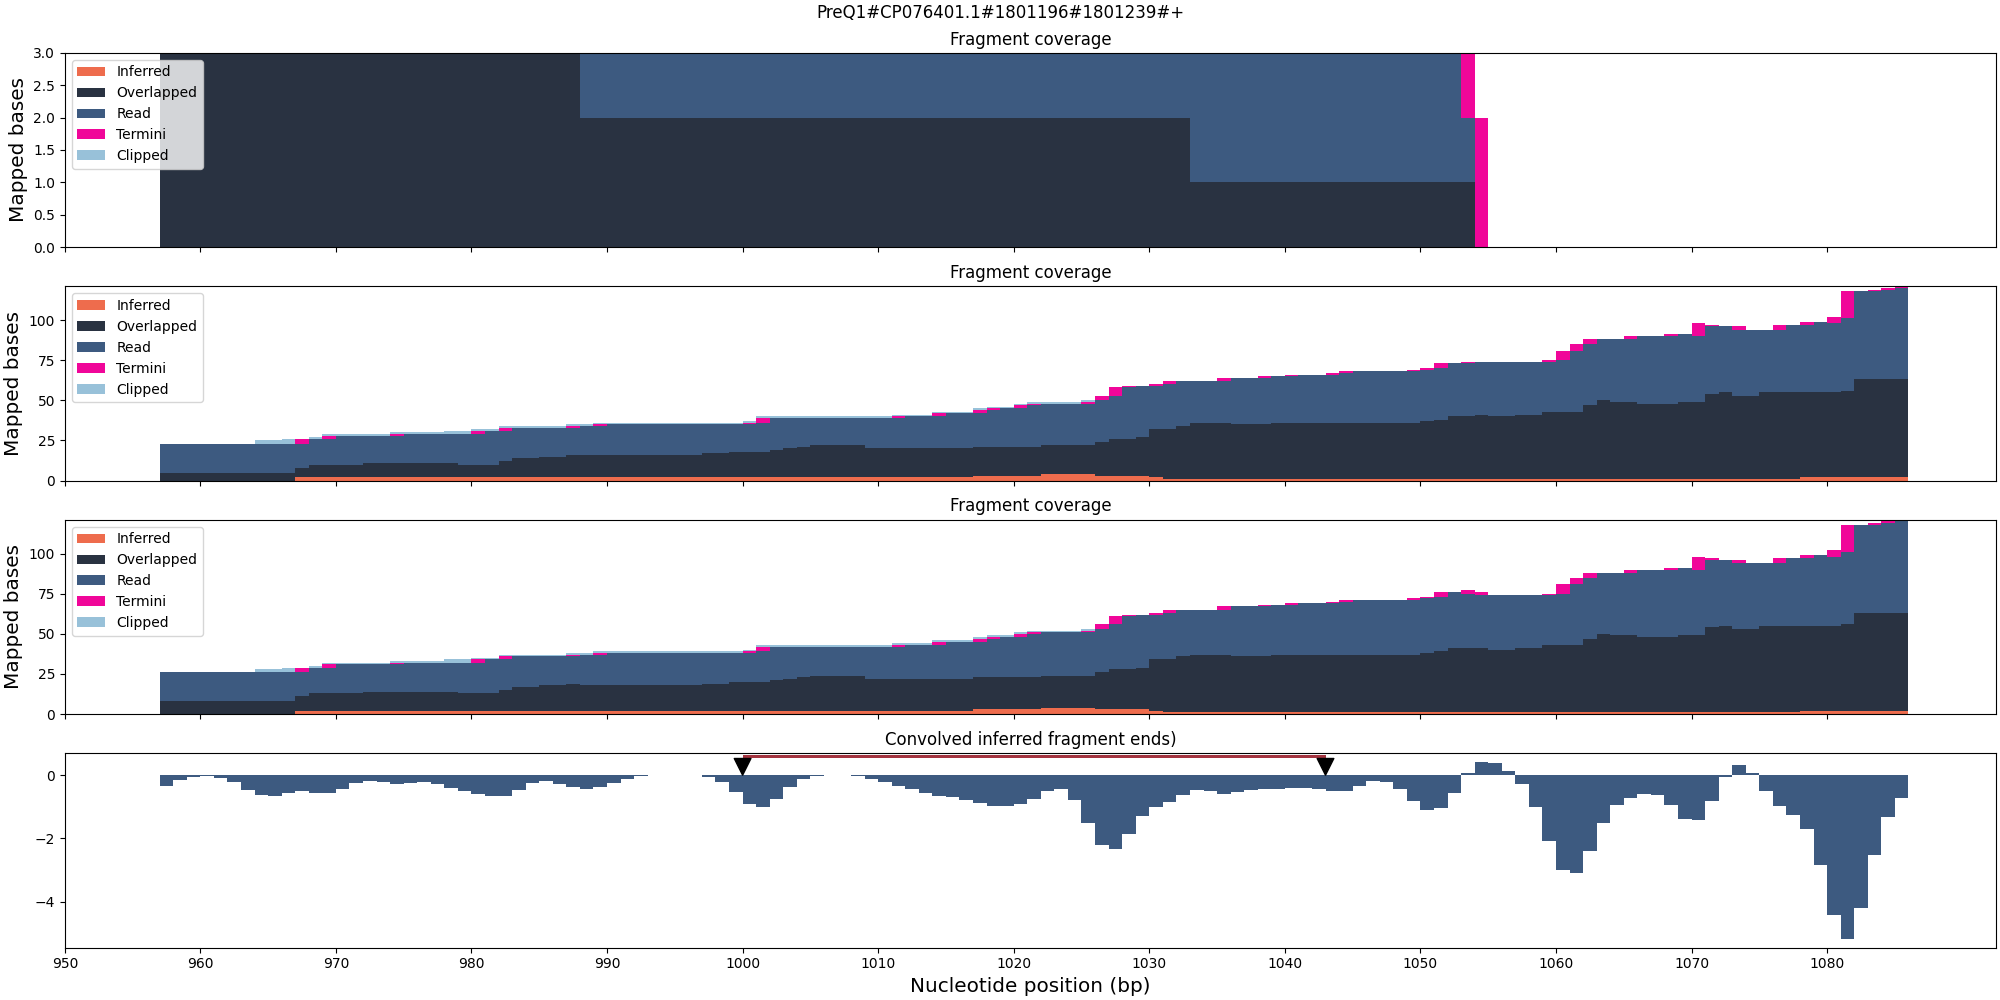 PreQ1#CP076401.1#1801196#1801239#+
Fragment coverage
Mapped bases
3.0
2.5
2.0
1.5
1.0
0.5
0.0
Inferred
Overlapped
Read
Termini
Clipped
Fragment coverage
Mapped bases
100
75
50
25
0
Inferred
Overlapped
Read
Termini
Clipped
Fragment coverage
Mapped bases
100
75
50
25
0
Inferred
Overlapped
Read
Termini
Clipped
Convolved inferred fragment ends)
0
−2
−4
950 960 970 980 990 1000 1010 1020 1030 1040 1050 1060 1070 1080
Nucleotide position (bp)